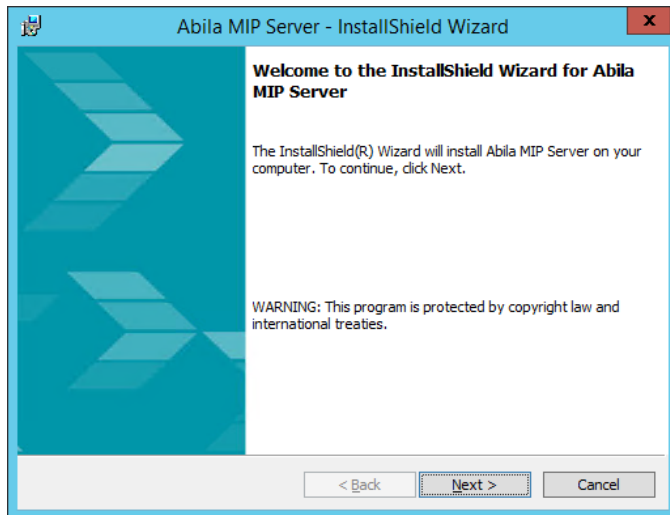 Abila MIP Server - InstallShield Wizard
x
Welcome to the InstallShield Wizard for Abila
MIP Server
The InstallShield(R) Wizard will install Abila MIP Server on your
computer. To continue, click Next.
WARNING: This program is protected by copyright law and
international treaties.
< Back
Next >
Cancel